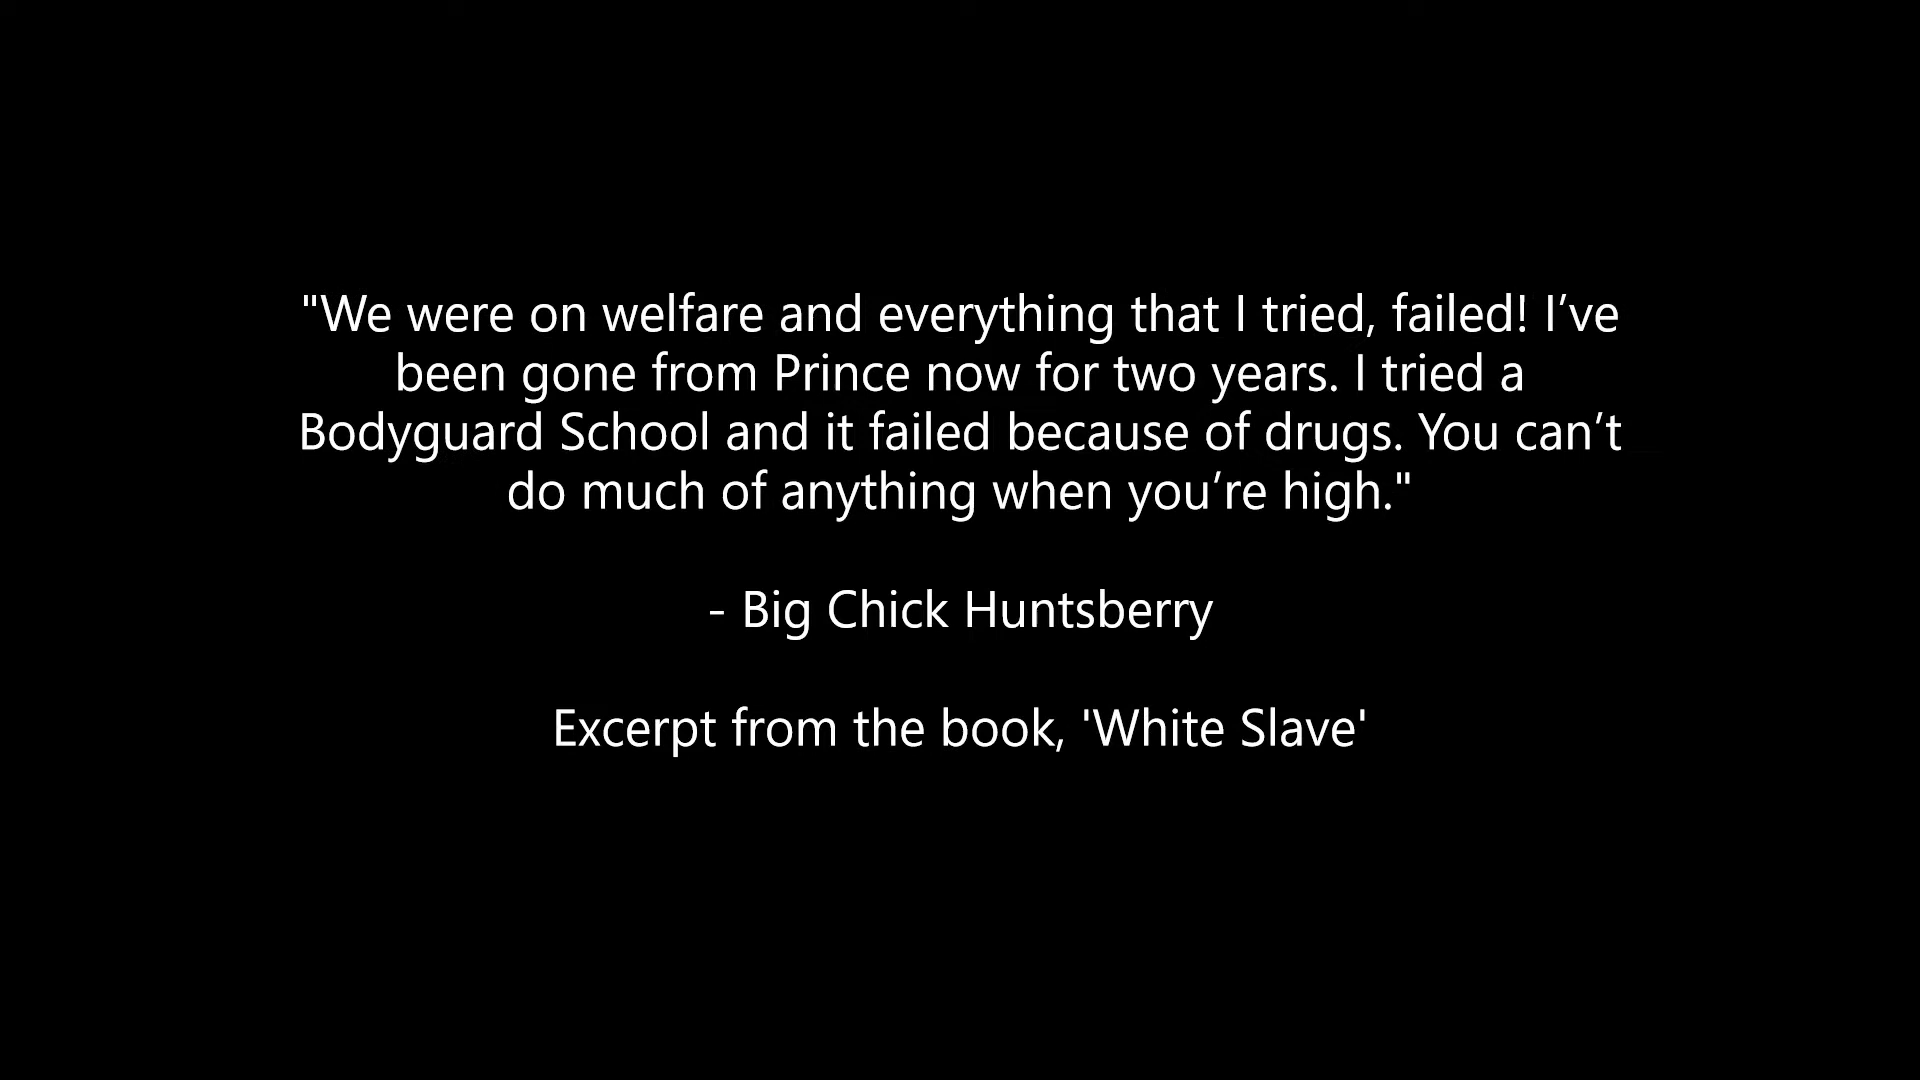 "We were on welfare and everything that I tried, failed! I’ve
been gone from Prince now for two years. I tried a
Bodyguard School and it failed because of drugs. You can’t
do much of anything when you’re high."
- Big Chick Huntsberry
Excerpt from the book, 'White Slave'